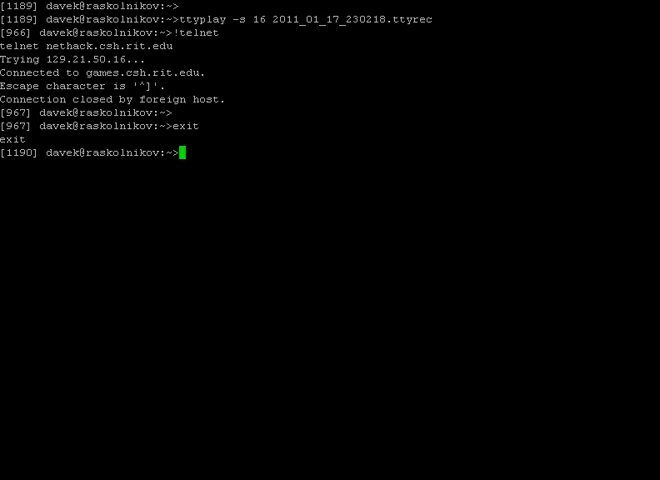 [1189] davek@raskolnikov:~>
[1189] davek@raskolnikov:~>ttyplay -s 16 2011_01_17_230218.ttyrec
[966] davek@raskolnikov:~>!telnet
telnet nethack.csh.rit.edu
Trying 129.21.50.16...
Connected to games.csh.rit.edu.
Escape character is '^]'.
Connection closed by foreign host.
[967] davek@raskolnikov:~>
[967] davek@raskolnikov:~>exit
exit
[1190] davek@raskolnikov:~>